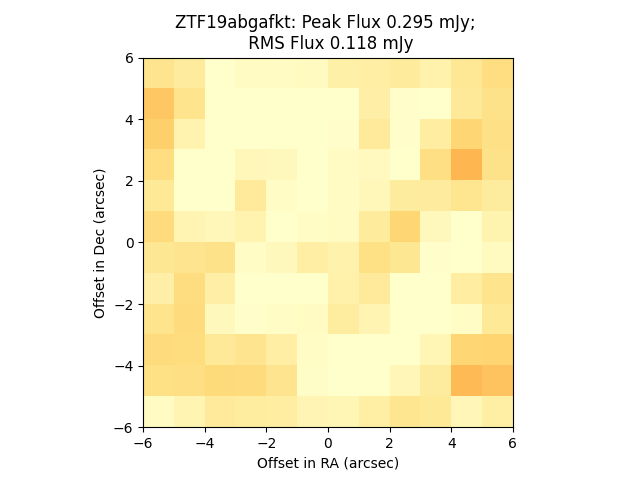 ZTF19abgafkt: Peak Flux 0.295 mJy;
RMS Flux 0.118 mJy
6
4
2
0
−2
−4
−6
Offset in Dec (arcsec)
−6 −4 −2 0 2 4 6
Offset in RA (arcsec)